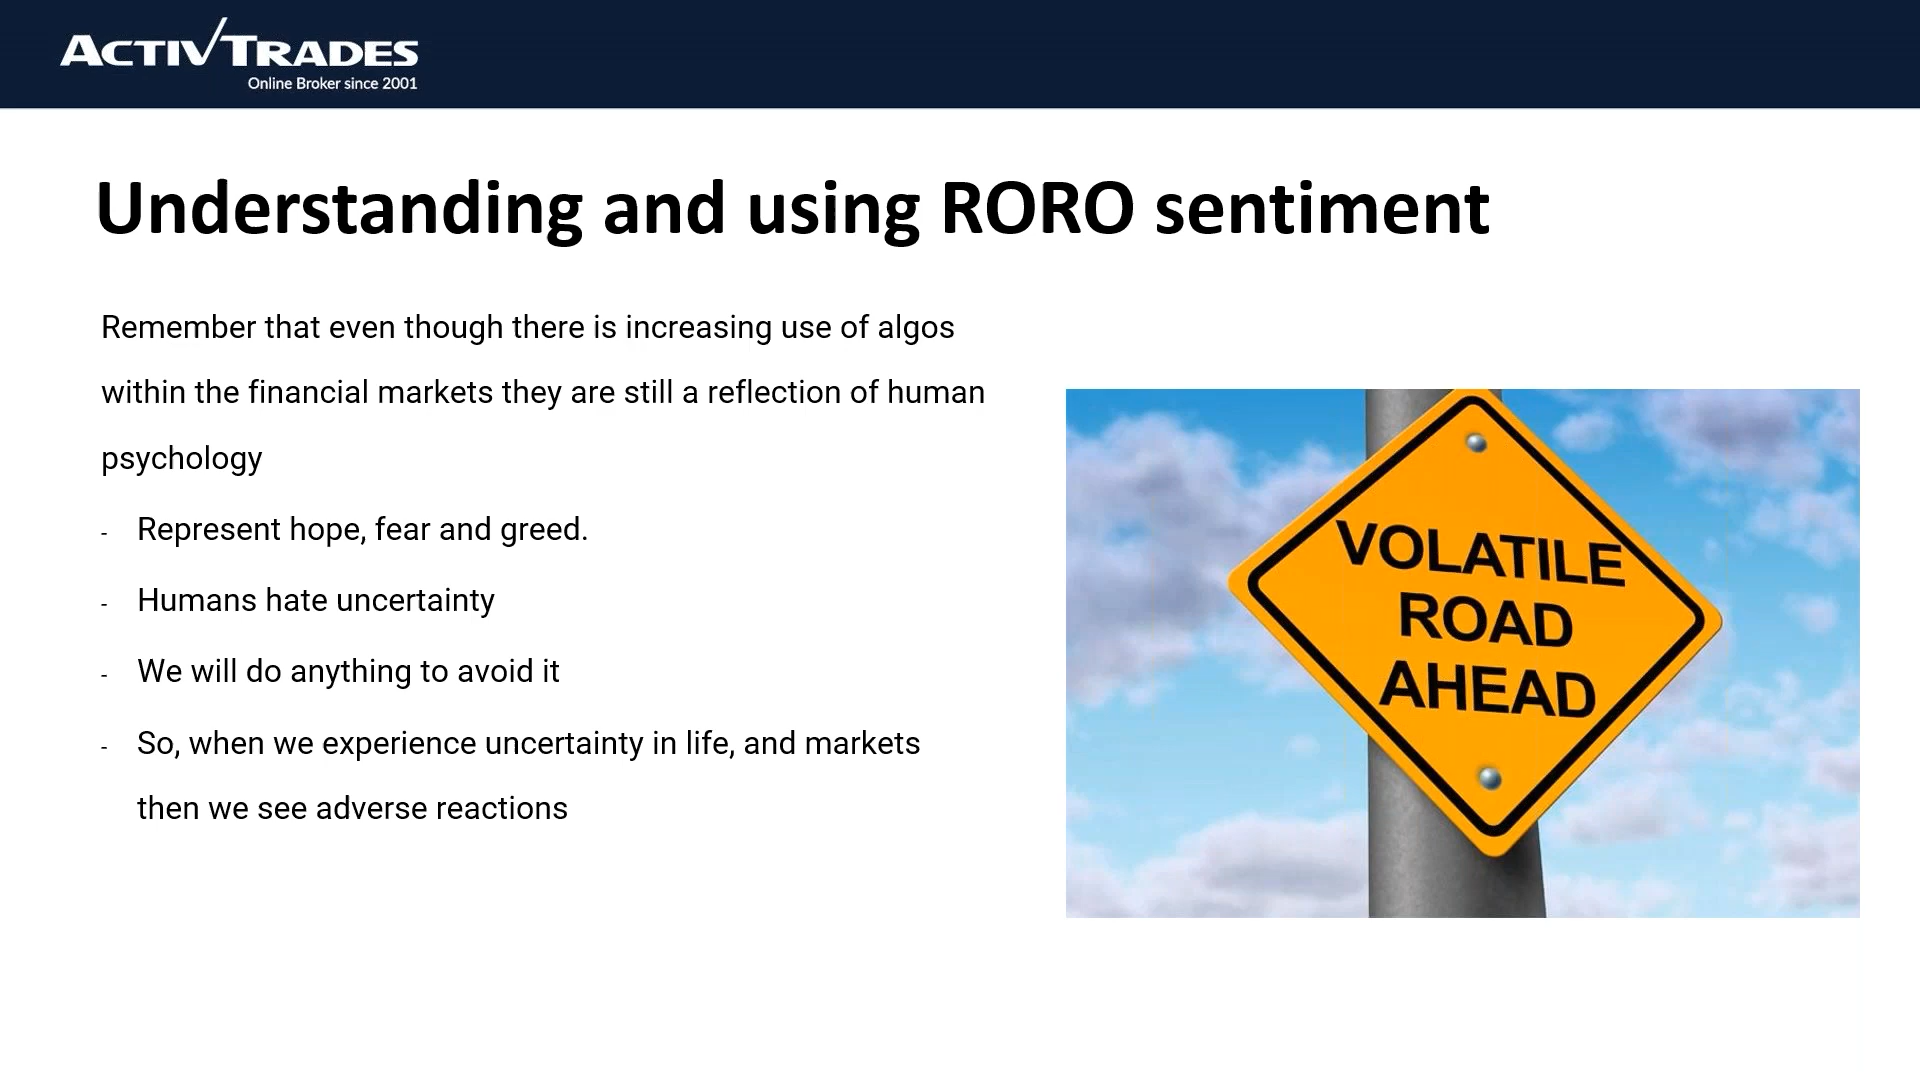 ACTIVTRADES
Online Broker since 2001
Understanding and using RORO sentiment
Remember that even though there is increasing use of algos
within the financial markets they are still a reflection of human
psychology
- Represent hope, fear and greed.
- Humans hate uncertainty
- We will do anything to avoid it
- So, when we experience uncertainty in life, and markets
then we see adverse reactions
VOLATILE
ROAD
AHEAD